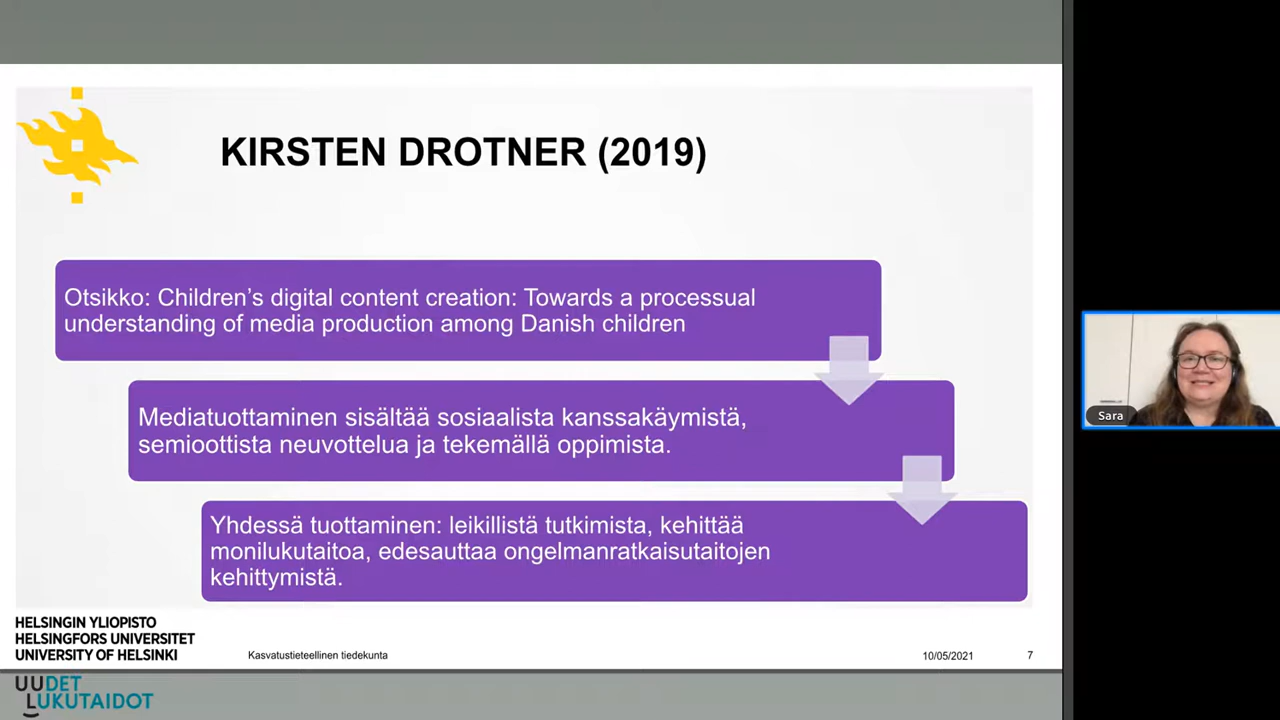 KIRSTEN DROTNER (2019)
Otsikko: Children’s digital content creation: Towards a processual
understanding of media production among Danish children
Mediatuottaminen sisältää sosiaalista kanssakäymistä,
semioottista neuvottelua ja tekemällä oppimista.
Yhdessä tuottaminen: leikillistä tutkimista, kehittää
monilukutaitoa, edesauttaa ongelmanratkaisutaitojen
kehittymistä.
HELSINGIN YLIOPISTO
HELSINGFORS UNIVERSITET
UNIVERSITY OF HELSINKI
Kasvatustieteellinen tiedekunta
10/05/2021
7
UUDET
LUKUTAIDOT
Sara